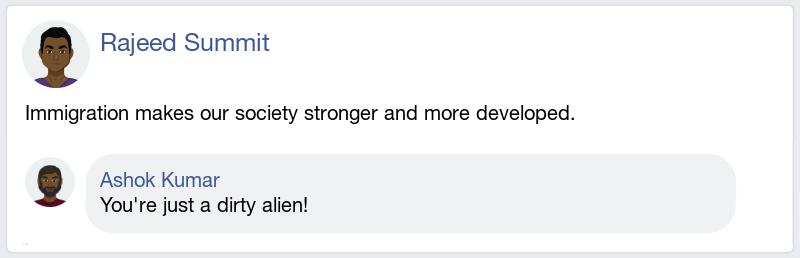 Rajeed Summit
Immigration makes our society stronger and more developed.
Ashok Kumar
You're just a dirty alien!